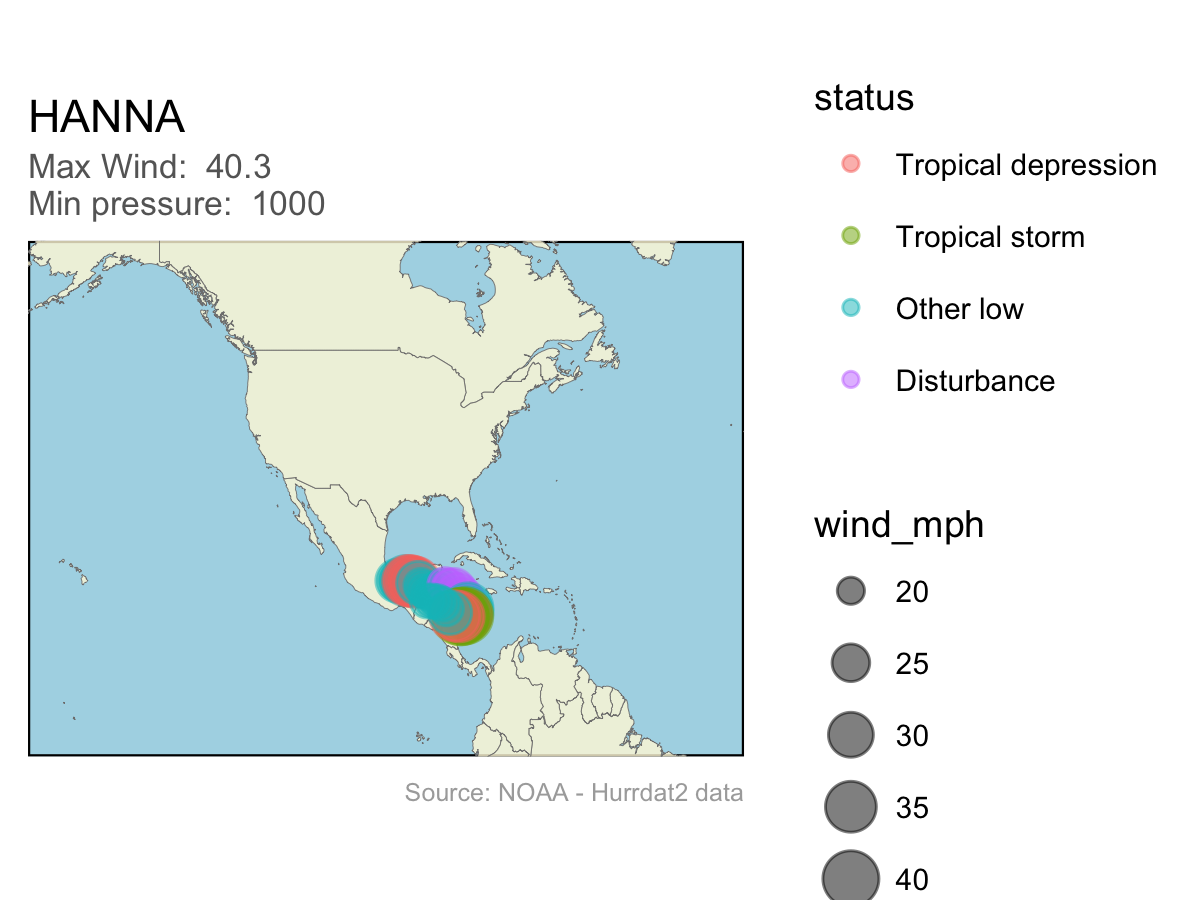 HANNA
Max Wind:  40.3
Min pressure:  1000
Source: NOAA - Hurrdat2 data
status
Tropical depression
Tropical storm
Other low
Disturbance
wind_mph
20
25
30
35
40